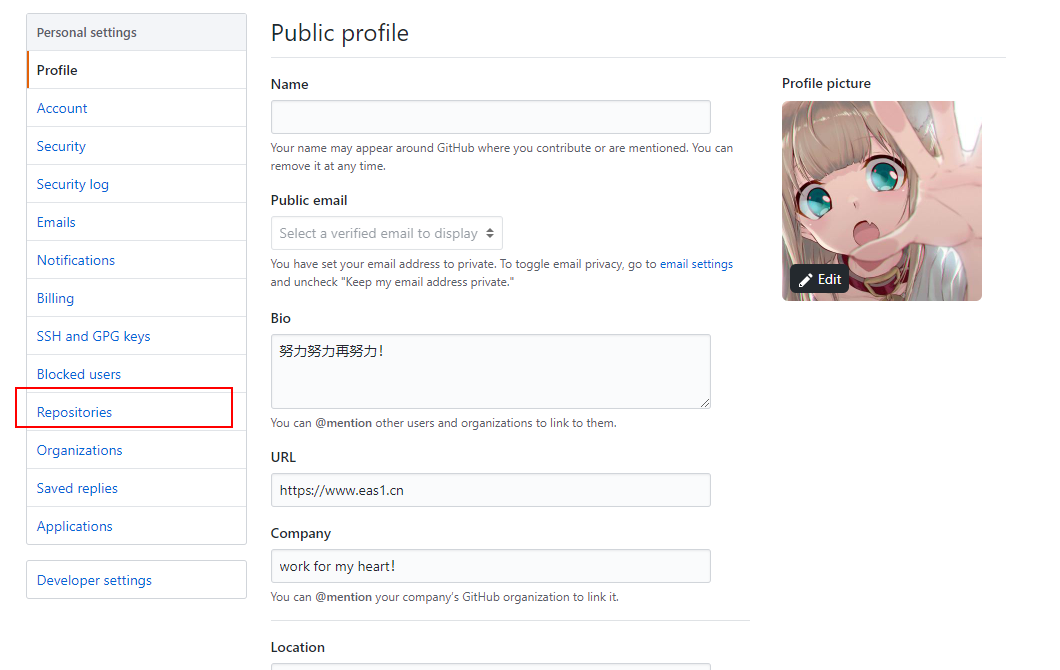 Personal settings
Profile
Account
Security
Security log
Emails
Notifications
Billing
SSH and GPG keys
Blocked users
Repositories
Organizations
Saved replies
Applications
Developer settings
Public profile
Name
Your name may appear around GitHub where you contribute or are mentioned. You can
remove it at any time.
Public email
Select a verified email to display
You have set your email address to private. To toggle email privacy, go to email settings
and uncheck "Keep my email address private."
Bio
努力努力再努力！
You can @mention other users and organizations to link to them.
URL
https://www.eas1.cn
Company
work for my heart！
You can @mention your company's GitHub organization to link it.
Location
Profile picture
Edit